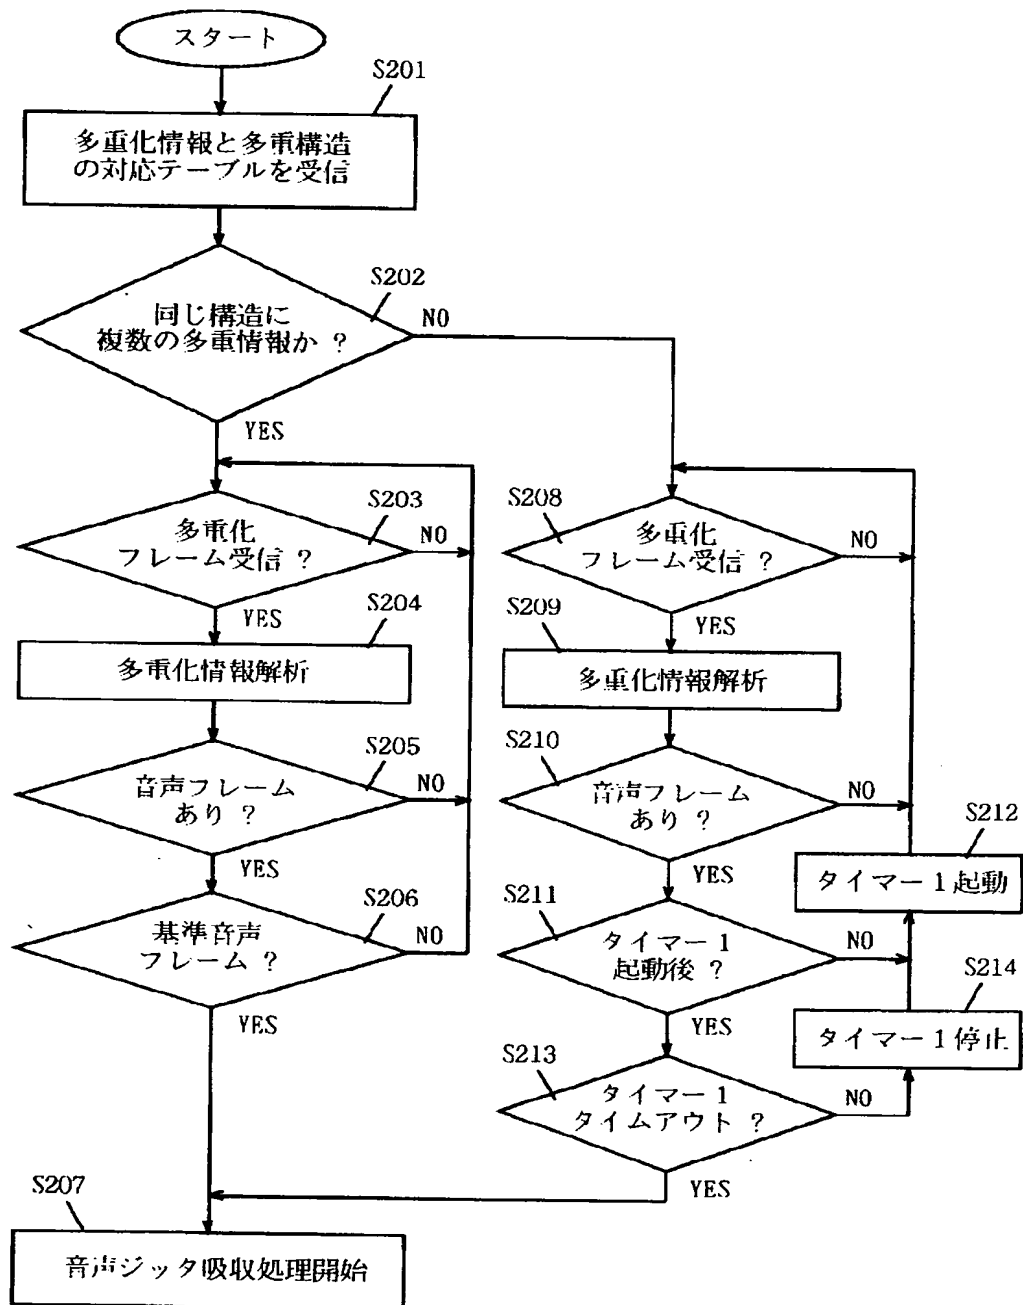 スタート
S201
多重化情報と多重構造
の対応テーブルを受信
S202
同じ構造に
複数の多重情報か ?
NO
YES
S203
多重化
フレーム受信 ?
NO
YES
S204
多重化情報解析
S205
音声フレーム
あり ?
NO
YES
S206
基準音声
フレーム ?
NO
YES
S207
音声ジッタ吸収処理開始
S208
多重化
フレーム受信 ?
NO
YES
S209
多重化情報解析
S210
音声フレーム
あり ?
NO
YES
S211
タイマー1
起動後 ?
NO
YES
S212
タイマー1起動
S213
タイマー1
タイムアウト ?
NO
YES
S214
タイマー1停止